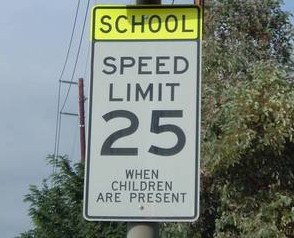 SCHOOL
SPEED
LIMIT
25
WHEN
CHILDREN
ARE PRESENT